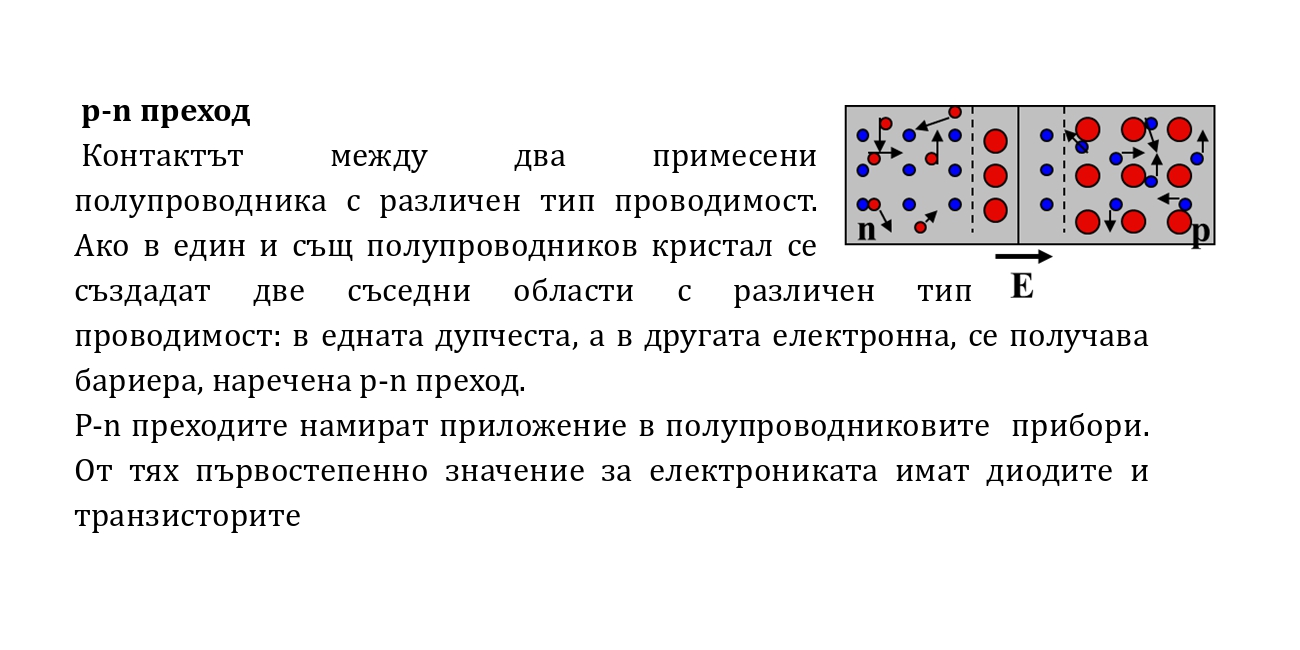 p-n преход
Контактът между два примесени
полупроводника с различен тип проводимост.
Ако в един и същ полупроводников кристал се
създадат две съседни области с различен тип
проводимост: в едната дупчеста, а в другата електронна, се получава
бариера, наречена p-n преход.
P-n преходите намират приложение в полупроводниковите прибори.
От тях първостепенно значение за електрониката имат диодите и
транзисторите
n
p
E